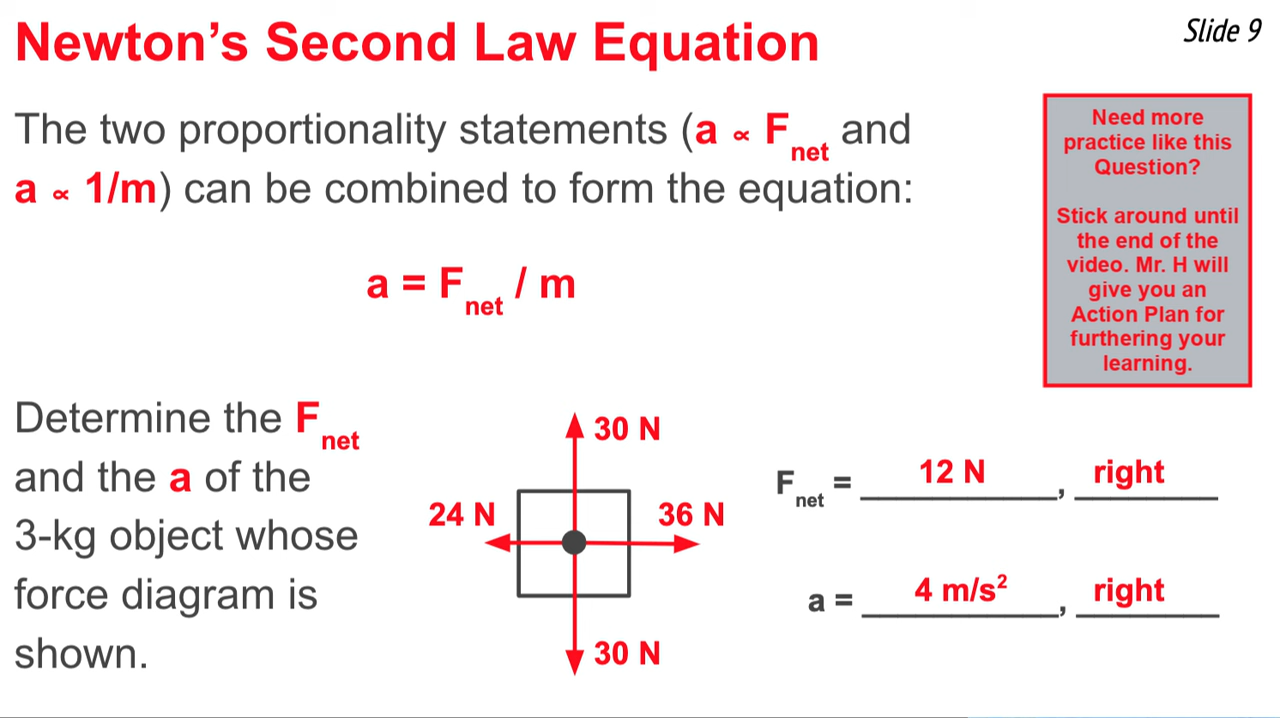 Newton’s Second Law Equation
Slide 9
The two proportionality statements (a ∝ Fnet and
a ∝ 1/m) can be combined to form the equation:
a = Fnet / m
Need more
practice like this
Question?
Stick around until
the end of the
video. Mr. H will
give you an
Action Plan for
furthering your
learning.
Determine the Fnet
and the a of the
3-kg object whose
force diagram is
shown.
30 N
24 N
36 N
30 N
Fnet = 12 N, right
a = 4 m/s², right